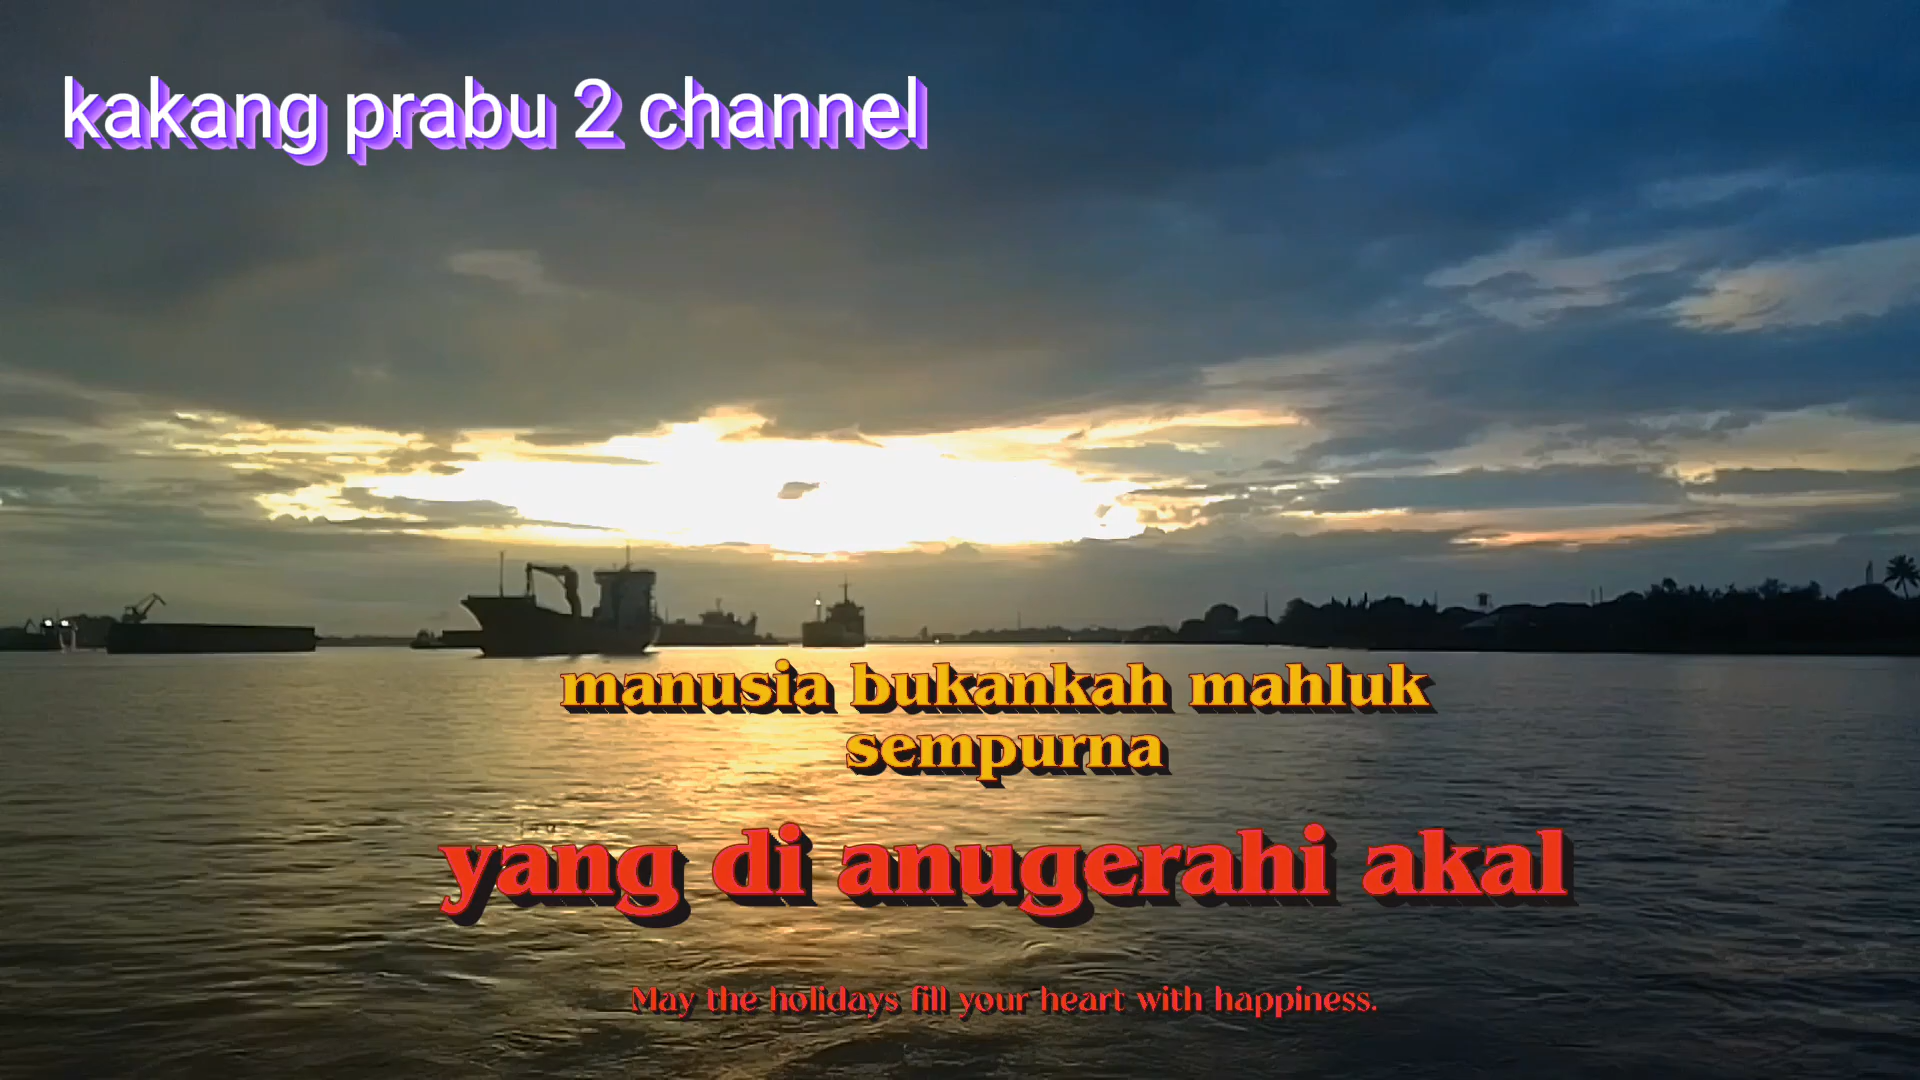 kakang prabu 2 channel
manusia bukankah mahluk
sempurna
yang di anugerahi akal
May the holidays fill your heart with happiness.